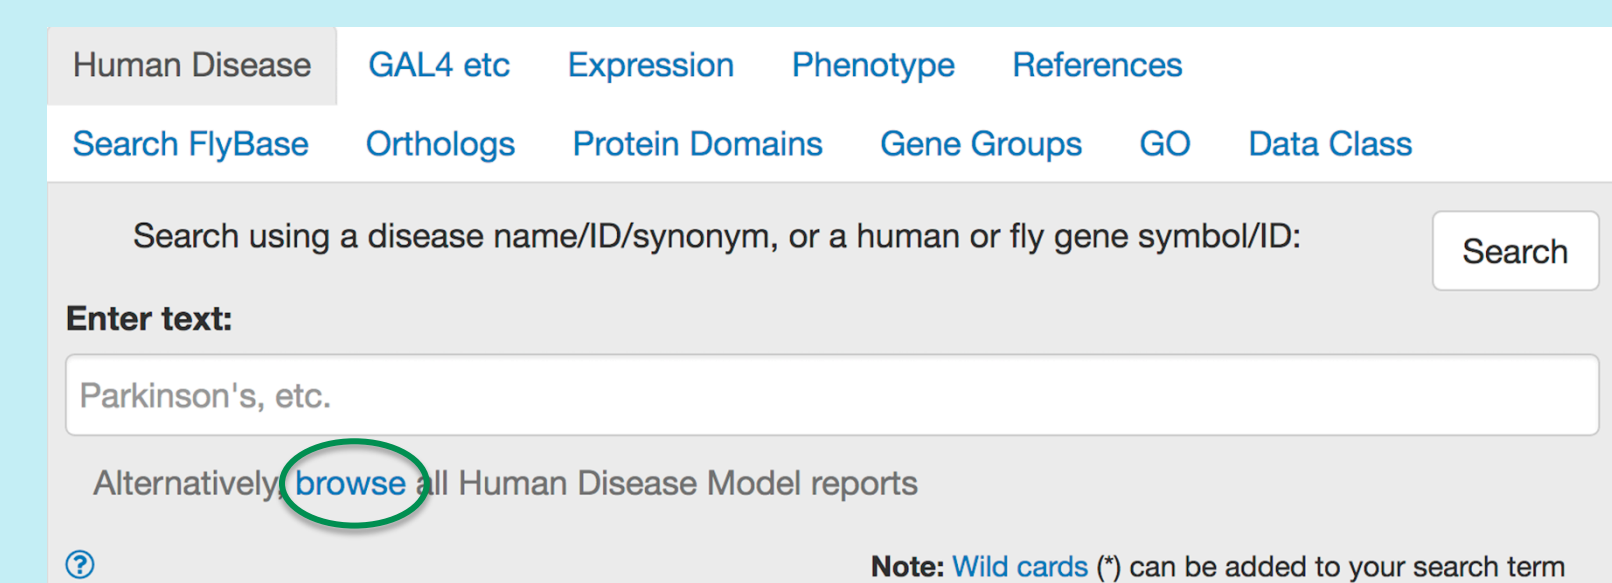 Human Disease GAL4 etc Expression Phenotype References
Search FlyBase Orthologs Protein Domains Gene Groups GO Data Class
Search using a disease name/ID/synonym, or a human or fly gene symbol/ID:
Search
Enter text:
Parkinson's, etc.
Alternatively, browse all Human Disease Model reports
? Note: Wild cards (*) can be added to your search term